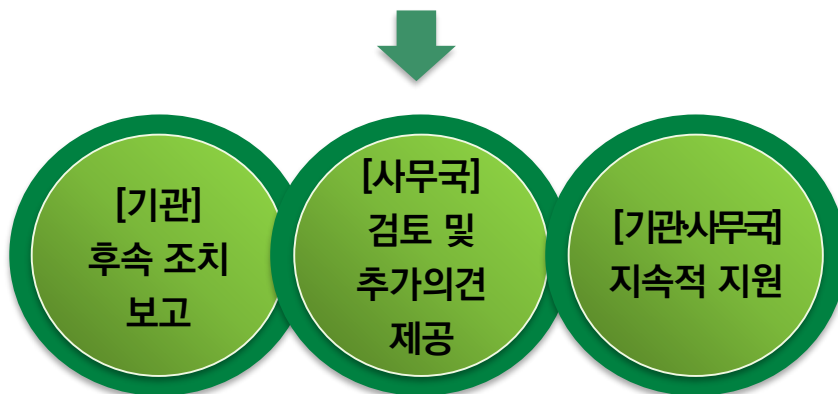 [기관]
후속 조치
보고
[사무국]
검토 및
추가의견
제공
[기관·사무국]
지속적 지원